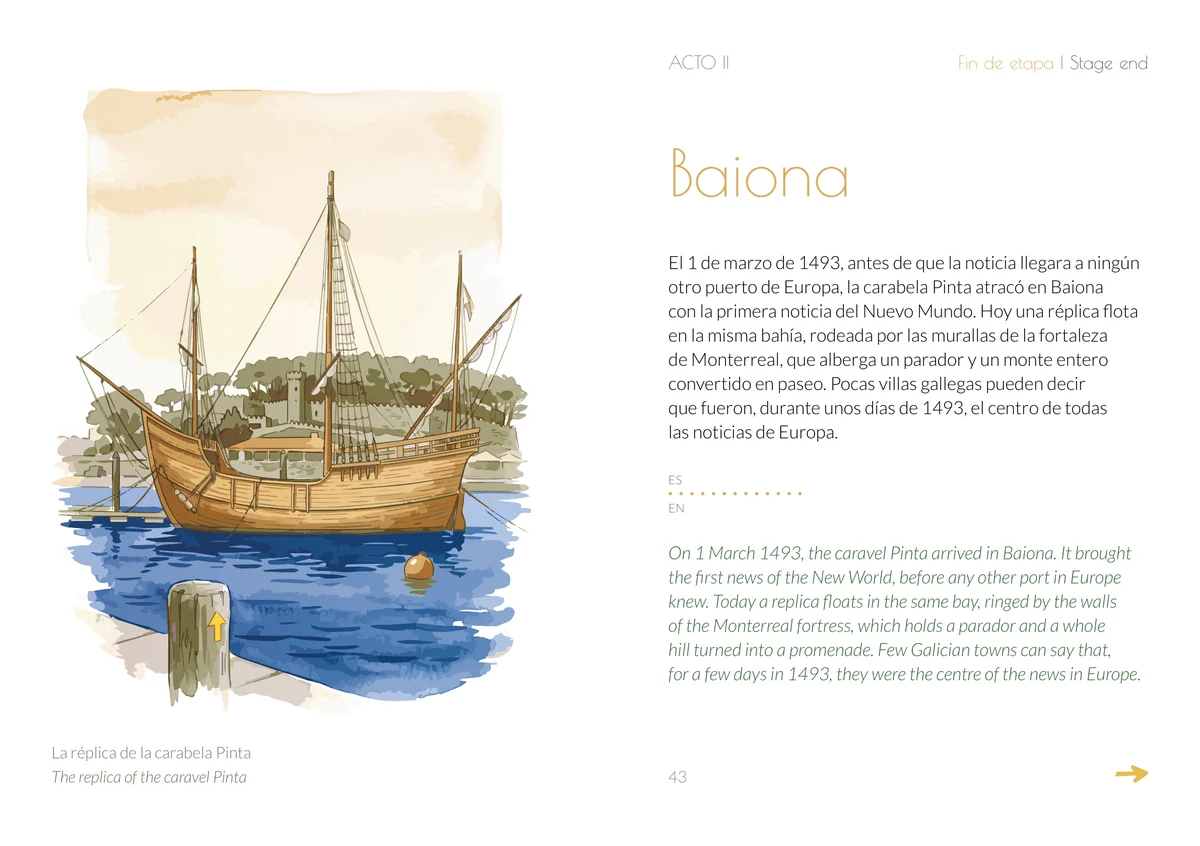 ACTO II
Fin de etapa | Stage end
Baiona
El 1 de marzo de 1493, antes de que la noticia llegara a ningún
otro puerto de Europa, la carabela Pinta atracó en Baiona
con la primera noticia del Nuevo Mundo. Hoy una réplica flota
en la misma bahía, rodeada por las murallas de la fortaleza
de Monterreal, que alberga un parador y un monte entero
convertido en paseo. Pocas villas gallegas pueden decir
que fueron, durante unos días de 1493, el centro de todas
las noticias de Europa.
ES
EN
On 1 March 1493, the caravel Pinta arrived in Baiona. It brought
the first news of the New World, before any other port in Europe
knew. Today a replica floats in the same bay, ringed by the walls
of the Monterreal fortress, which holds a parador and a whole
hill turned into a promenade. Few Galician towns can say that,
for a few days in 1493, they were the centre of the news in Europe.
La réplica de la carabela Pinta
The replica of the caravel Pinta
43